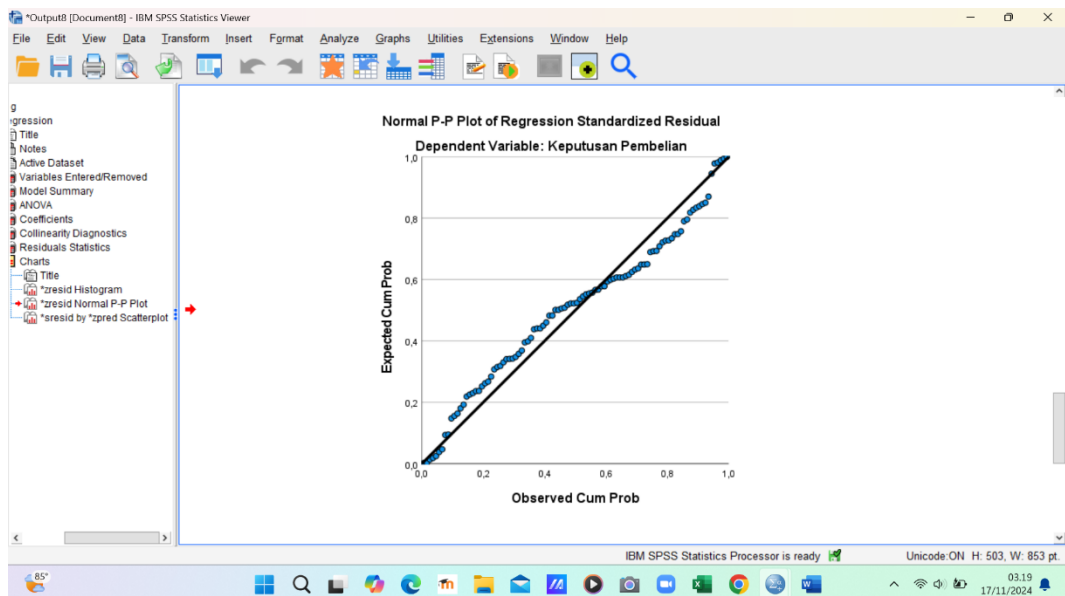 *Output8 [Document8] - IBM SPSS Statistics Viewer
File Edit View Data Transform Insert Format Analyze Graphs Utilities Extensions Window Help
g
gression
Title
Notes
Active Dataset
Variables Entered/Removed
Model Summary
ANOVA
Coefficients
Collinearity Diagnostics
Residuals Statistics
Charts
Title
*zresid Histogram
*zresid Normal P-P Plot
*sresid by *zpred Scatterplot
Normal P-P Plot of Regression Standardized Residual
Dependent Variable: Keputusan Pembelian
Expected Cum Prob
1,0
0,8
0,6
0,4
0,2
0,0
0,0 0,2 0,4 0,6 0,8 1,0
Observed Cum Prob
IBM SPSS Statistics Processor is ready Unicode:ON H: 503, W: 853 pt.
85°
03.19
17/11/2024